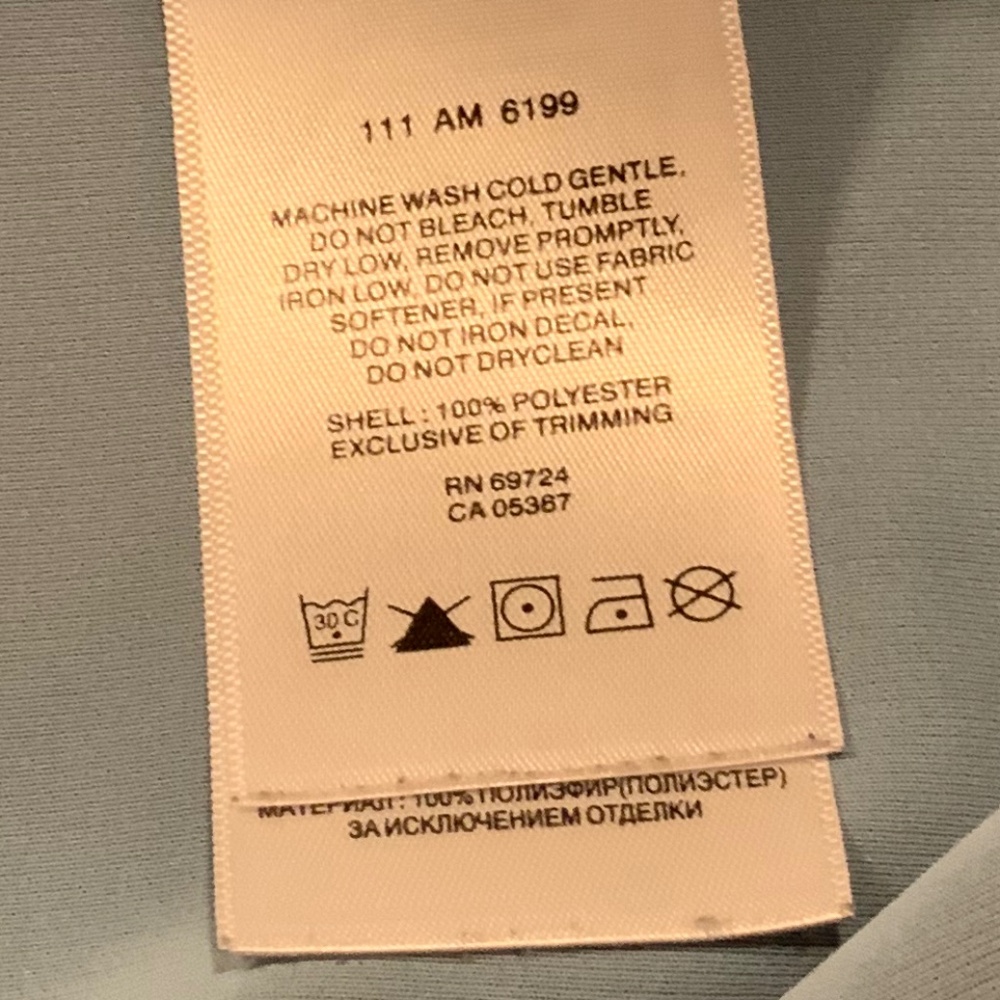 111 AM 6199
MACHINE WASH COLD GENTLE,
DO NOT BLEACH, TUMBLE
DRY LOW, REMOVE PROMPTLY,
IRON LOW, DO NOT USE FABRIC
SOFTENER, IF PRESENT
DO NOT IRON DECAL,
DO NOT DRYCLEAN
SHELL : 100% POLYESTER
EXCLUSIVE OF TRIMMING
RN 69724
CA 05367
30 C
МАТЕРИАЛ : 100% ПОЛИЭФИР(ПОЛИЭСТЕР)
ЗА ИСКЛЮЧЕНИЕМ ОТДЕЛКИ